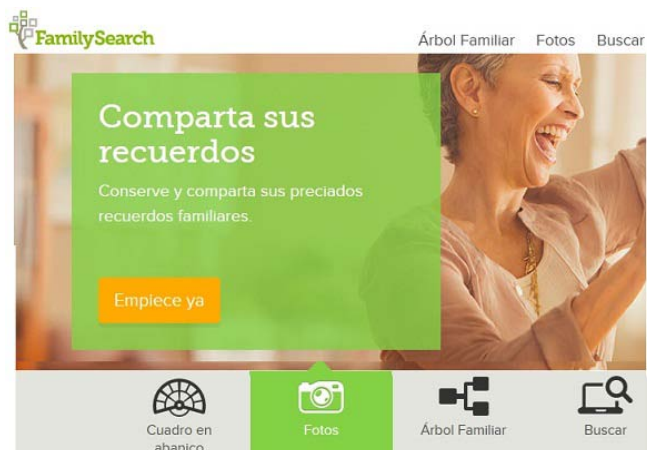 FamilySearch
Árbol Familiar Fotos Buscar
Comparta sus
recuerdos
Conserve y comparta sus preciados
recuerdos familiares.
Empiece ya
Cuadro en
abanico
Fotos
Árbol Familiar
Buscar